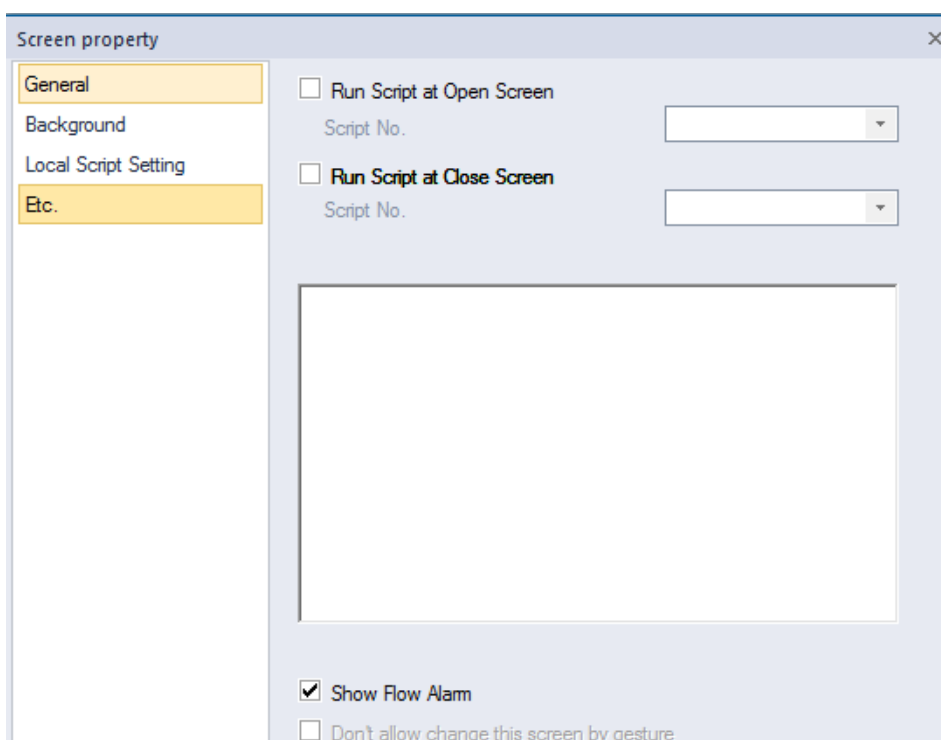 Screen property
General
Background
Local Script Setting
Etc.
Run Script at Open Screen
Script No.
Run Script at Close Screen
Script No.
Show Flow Alarm
Don't allow change this screen by gesture